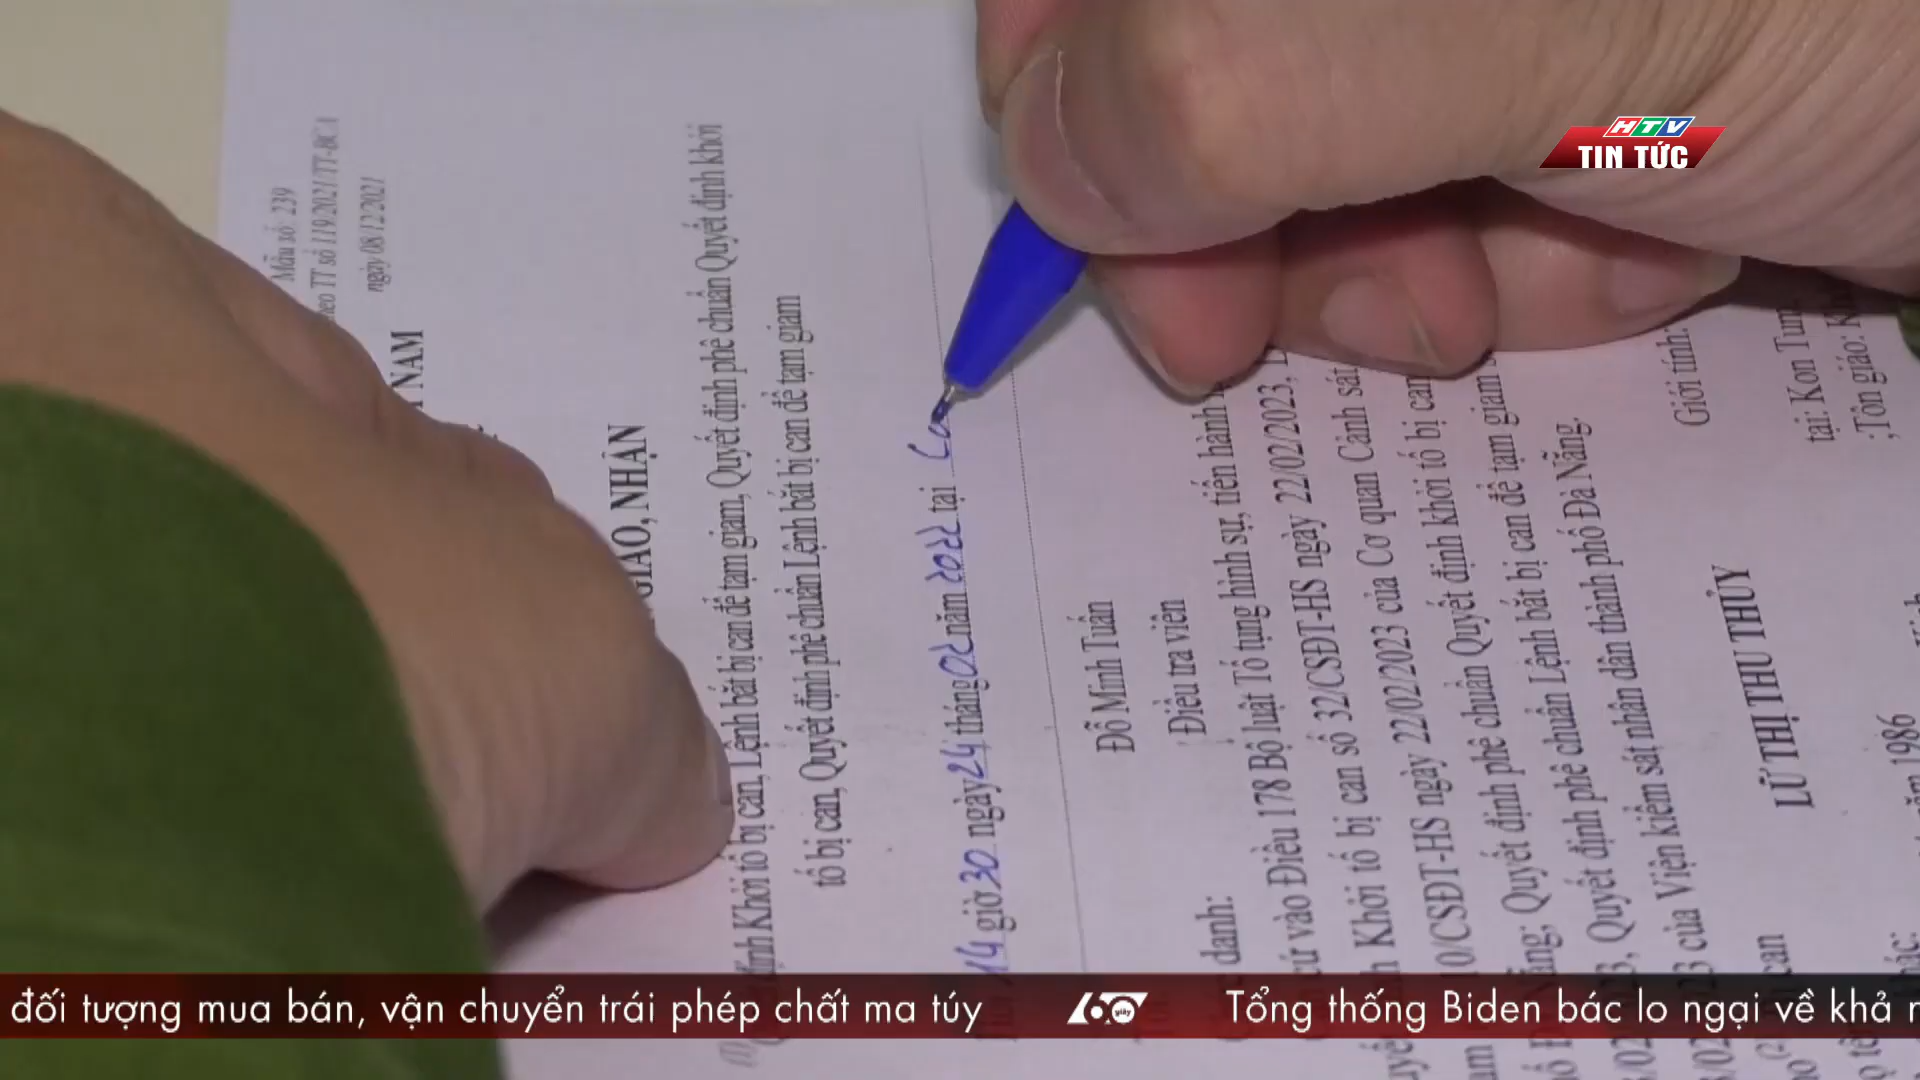 HTV
TIN TỨC
Mẫu số: 239
theo TT số 119/2021/TT-BCA
ngày 08/12/2021
NAM
GIAO, NHẬN
định Khởi tố bị can, Lệnh bắt bị can để tạm giam, Quyết định phê chuẩn Quyết định khởi
tố bị can, Quyết định phê chuẩn Lệnh bắt bị can để tạm giam
14 giờ 30 ngày 24 tháng 02 năm 2022 tại
Đỗ Minh Tuấn
Điều tra viên
danh:
cứ vào Điều 178 Bộ luật Tố tụng hình sự, tiến hành
Khởi tố bị can số 32/CSĐT-HS ngày 22/02/2023,
10/CSĐT-HS ngày 22/02/2023 của Cơ quan Cảnh sát
Quyết định phê chuẩn Quyết định khởi tố bị can
Quyết định phê chuẩn Lệnh bắt bị can để tạm giam
của Viện kiểm sát nhân dân thành phố Đà Nẵng.
can LỮ THỊ THU THỦY Giới tính:
1986 tại: Kon Tum
;Tôn giáo:
đối tượng mua bán, vận chuyển trái phép chất ma túy 60 giây Tổng thống Biden bác lo ngại về khả